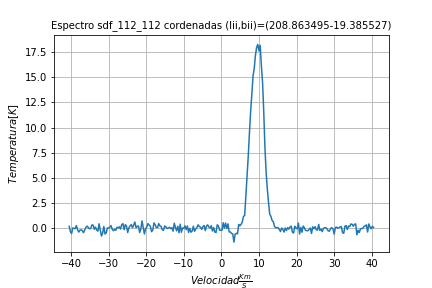 Espectro sdf_112_112 cordenadas (lii,bii)=(208.863495-19.385527)
17.5
15.0
12.5
10.0
7.5
5.0
2.5
0.0
Temperatura[K]
−40 −30 −20 −10 0 10 20 30 40
Velocidad Km/S